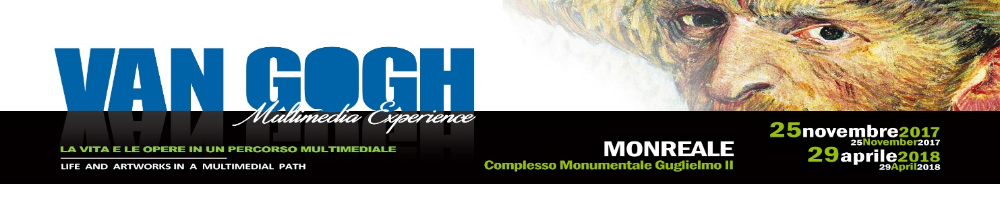 VAN GOGH
Multimedia Experience
LA VITA E LE OPERE IN UN PERCORSO MULTIMEDIALE
LIFE AND ARTWORKS IN A MULTIMEDIAL PATH
MONREALE
Complesso Monumentale Guglielmo II
25novembre2017
25November2017
29aprile2018
29April2018